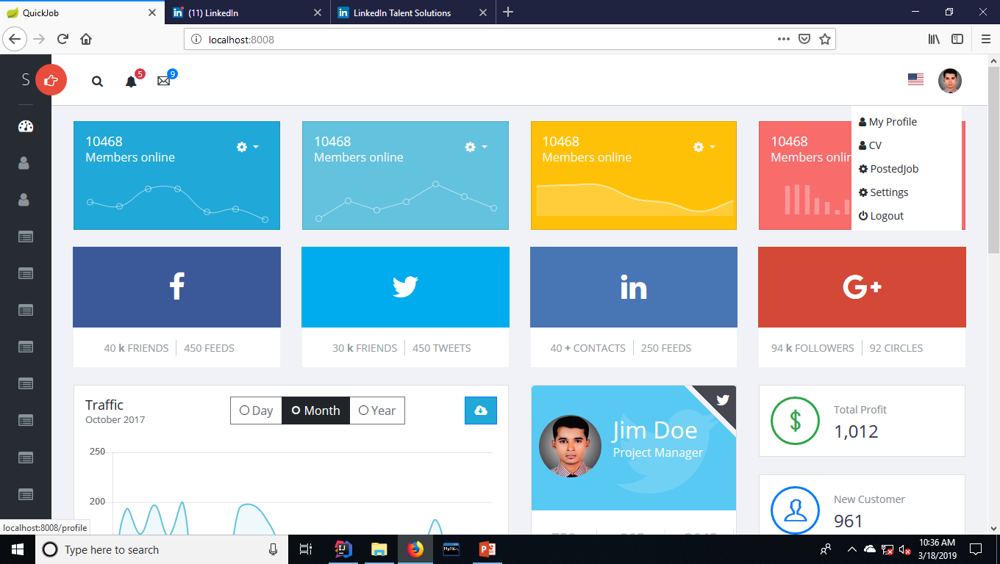 QuickJob
(11) LinkedIn
LinkedIn Talent Solutions
localhost:8008
S
5
9
My Profile
CV
PostedJob
Settings
Logout
10468
Members online
10468
Members online
10468
Members online
10468
Members onlin
f
in
G+
40 k FRIENDS
450 FEEDS
30 k FRIENDS
450 TWEETS
40 + CONTACTS
250 FEEDS
94 k FOLLOWERS
92 CIRCLES
Traffic
October 2017
Day
Month
Year
250
200
Jim Doe
Project Manager
$
Total Profit
1,012
New Customer
961
localhost:8008/profile
Type here to search
IJ
MySQL
P
10:36 AM
3/18/2019